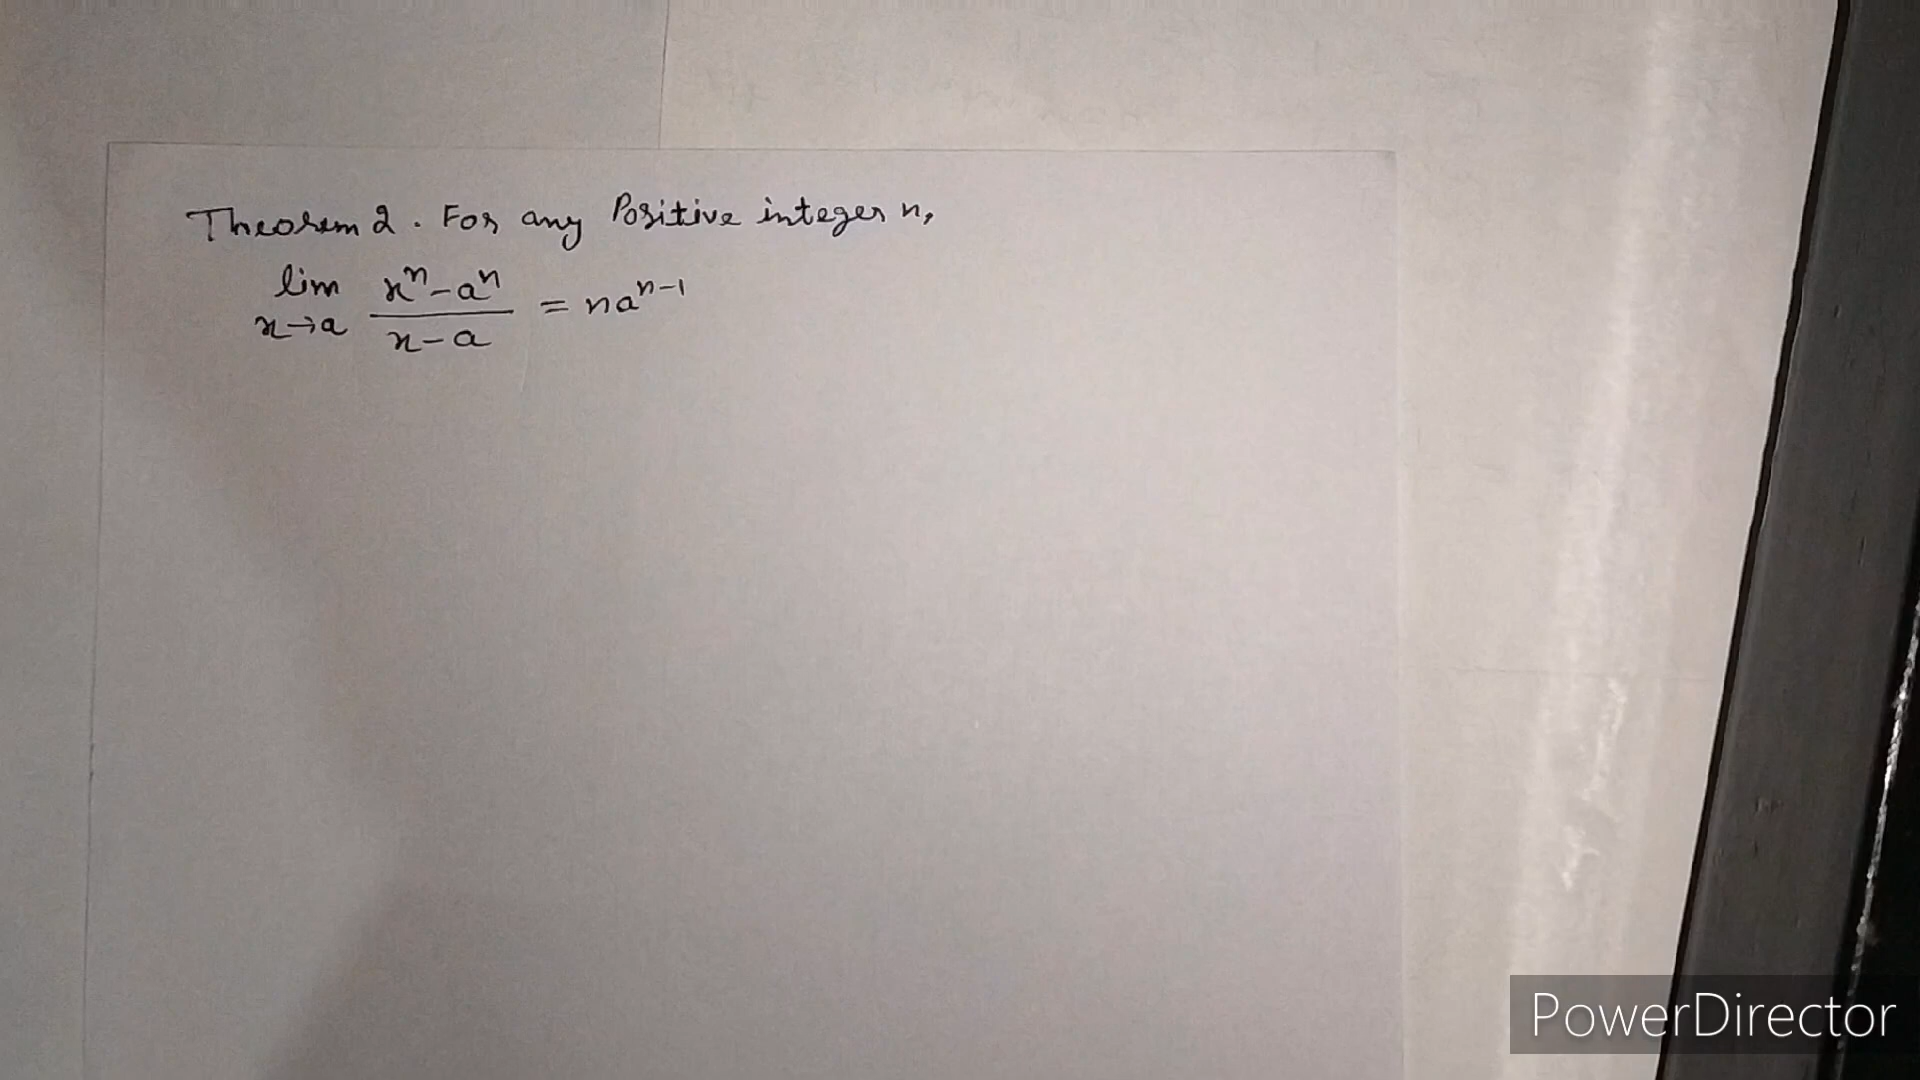 Theorem 2. For any Positive integer n,
lim x→a (xⁿ-aⁿ)/(x-a) = naⁿ⁻¹
PowerDirector